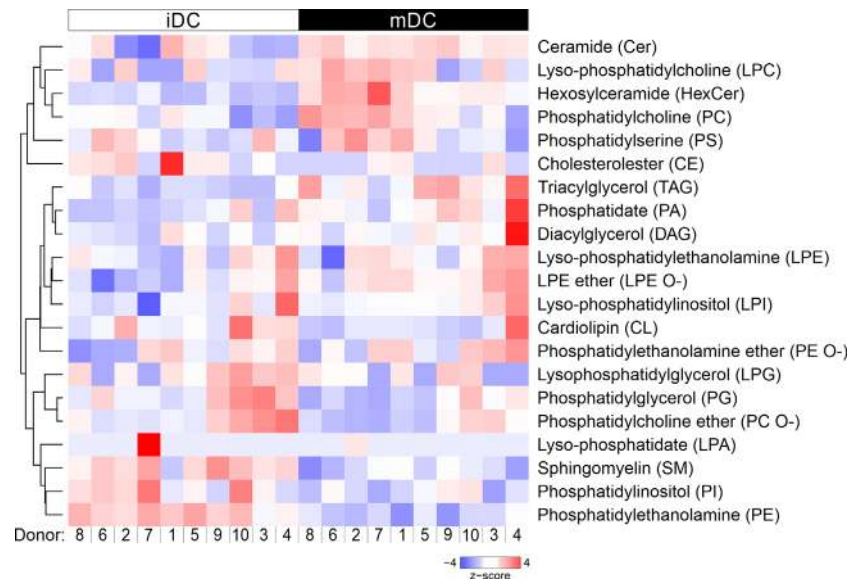 iDC mDC
Ceramide (Cer)
Lyso-phosphatidylcholine (LPC)
Hexosylceramide (HexCer)
Phosphatidylcholine (PC)
Phosphatidylserine (PS)
Cholesterolester (CE)
Triacylglycerol (TAG)
Phosphatidate (PA)
Diacylglycerol (DAG)
Lyso-phosphatidylethanolamine (LPE)
LPE ether (LPE O-)
Lyso-phosphatidylinositol (LPI)
Cardiolipin (CL)
Phosphatidylethanolamine ether (PE O-)
Lysophosphatidylglycerol (LPG)
Phosphatidylglycerol (PG)
Phosphatidylcholine ether (PC O-)
Lyso-phosphatidate (LPA)
Sphingomyelin (SM)
Phosphatidylinositol (PI)
Phosphatidylethanolamine (PE)
Donor: 8 6 2 7 1 5 9 10 3 4 8 6 2 7 1 5 9 10 3 4
−4 4
z-score